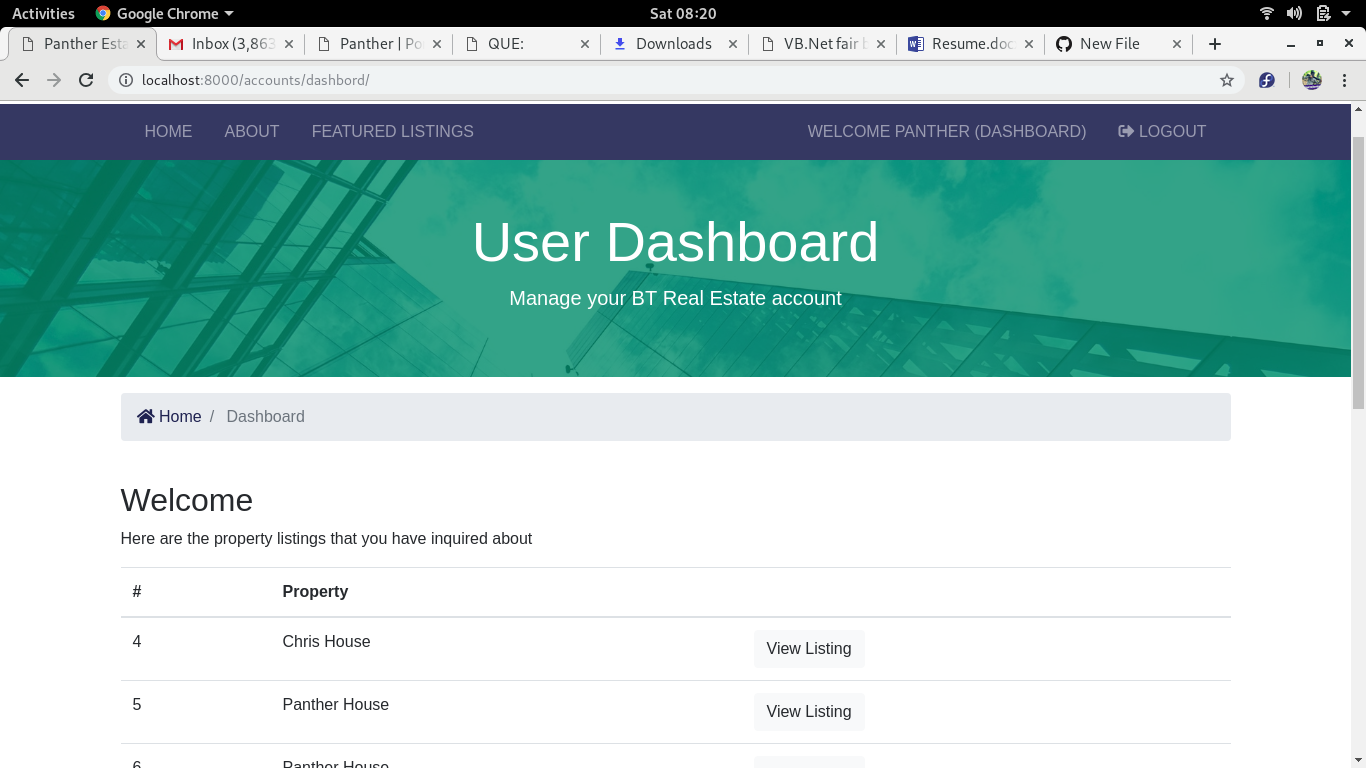 Activities Google Chrome Sat 08:20
Panther Esta Inbox (3,863 Panther | Po QUE: Downloads VB.Net fair b Resume.doc New File
localhost:8000/accounts/dashbord/
HOME ABOUT FEATURED LISTINGS WELCOME PANTHER (DASHBOARD) LOGOUT
User Dashboard
Manage your BT Real Estate account
Home / Dashboard
Welcome
Here are the property listings that you have inquired about
# Property
4 Chris House View Listing
5 Panther House View Listing
6 Panther House